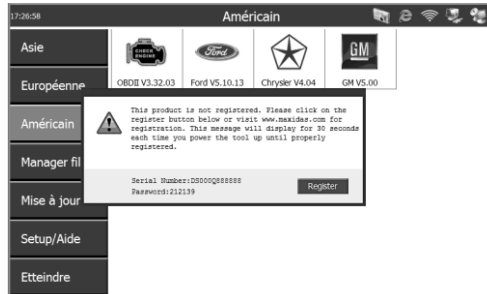 17:26:58
Américain
Asie
Européenne
Américain
Manager fil
Mise à jour
Setup/Aide
Etteindre
CHECK
ENGINE
Ford
GM
OBDII V3.32.03
Ford V5.10.13
Chrysler V4.04
GM V5.00
This product is not registered. Please click on the
register button below or visit www.maxidas.com for
registration. This message will display for 30 seconds
each time you power the tool up until properly
registered.
Serial Number:DS000Q888888
Password:212139
Register